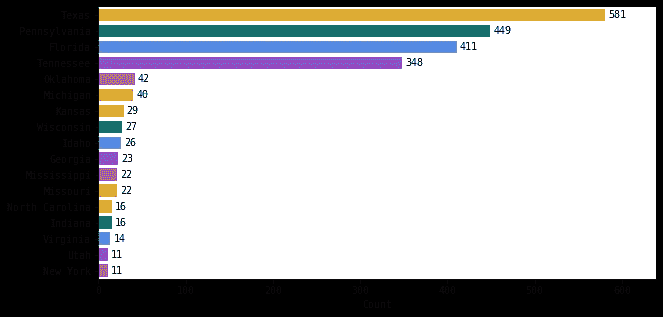 Texas 581
Pennsylvania 449
Florida 411
Tennessee 348
Oklahoma 42
Michigan 40
Kansas 29
Wisconsin 27
Idaho 26
Georgia 23
Mississippi 22
Missouri 22
North Carolina 16
Indiana 16
Virginia 14
Utah 11
New York 11
0 100 200 300 400 500 600
Count